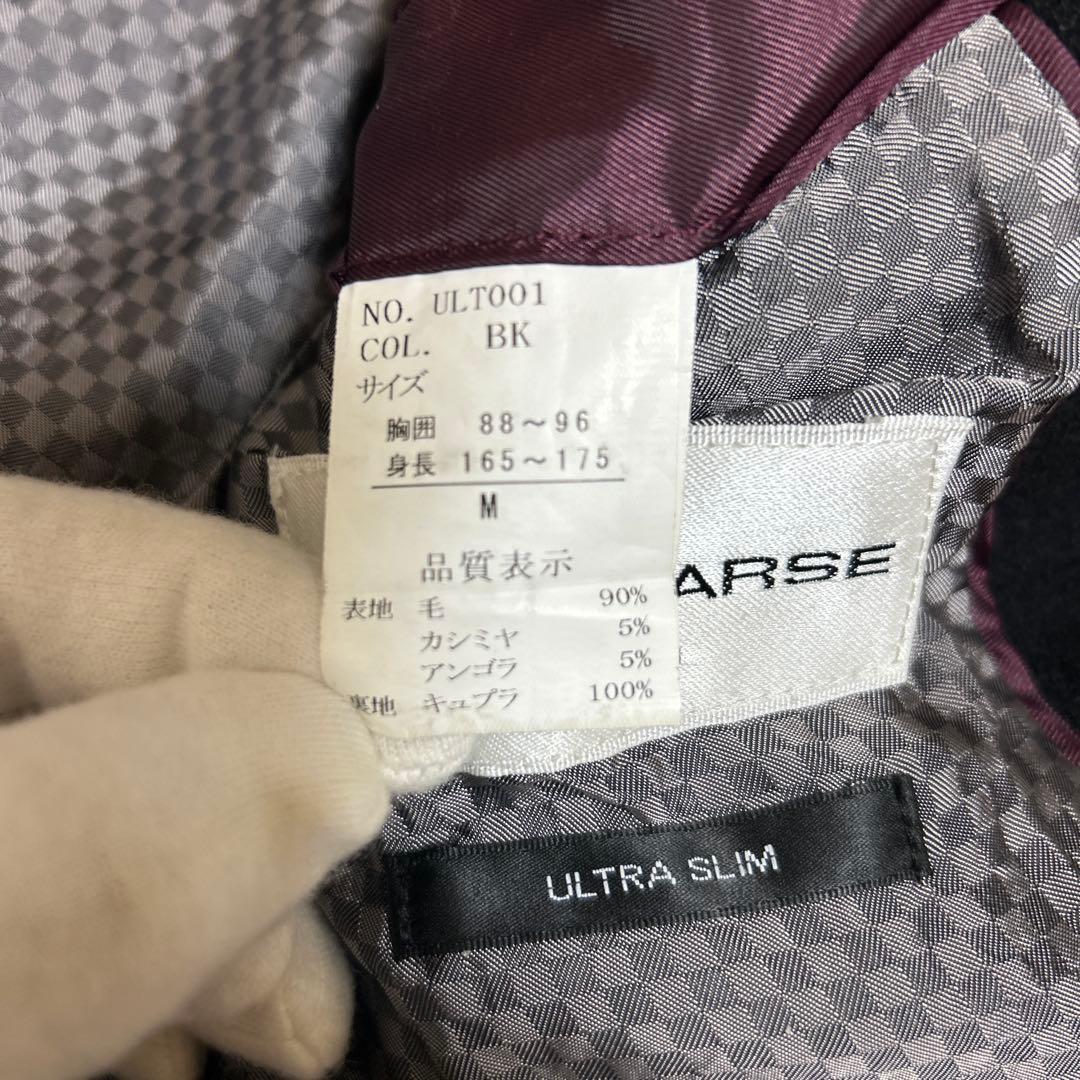 NO. ULT001
COL. BK
サイズ
胸囲 88～96
身長 165～175
M
品質表示
表地 毛 90%
カシミヤ 5%
アンゴラ 5%
裏地 キュプラ 100%
ARSE
ULTRA SLIM